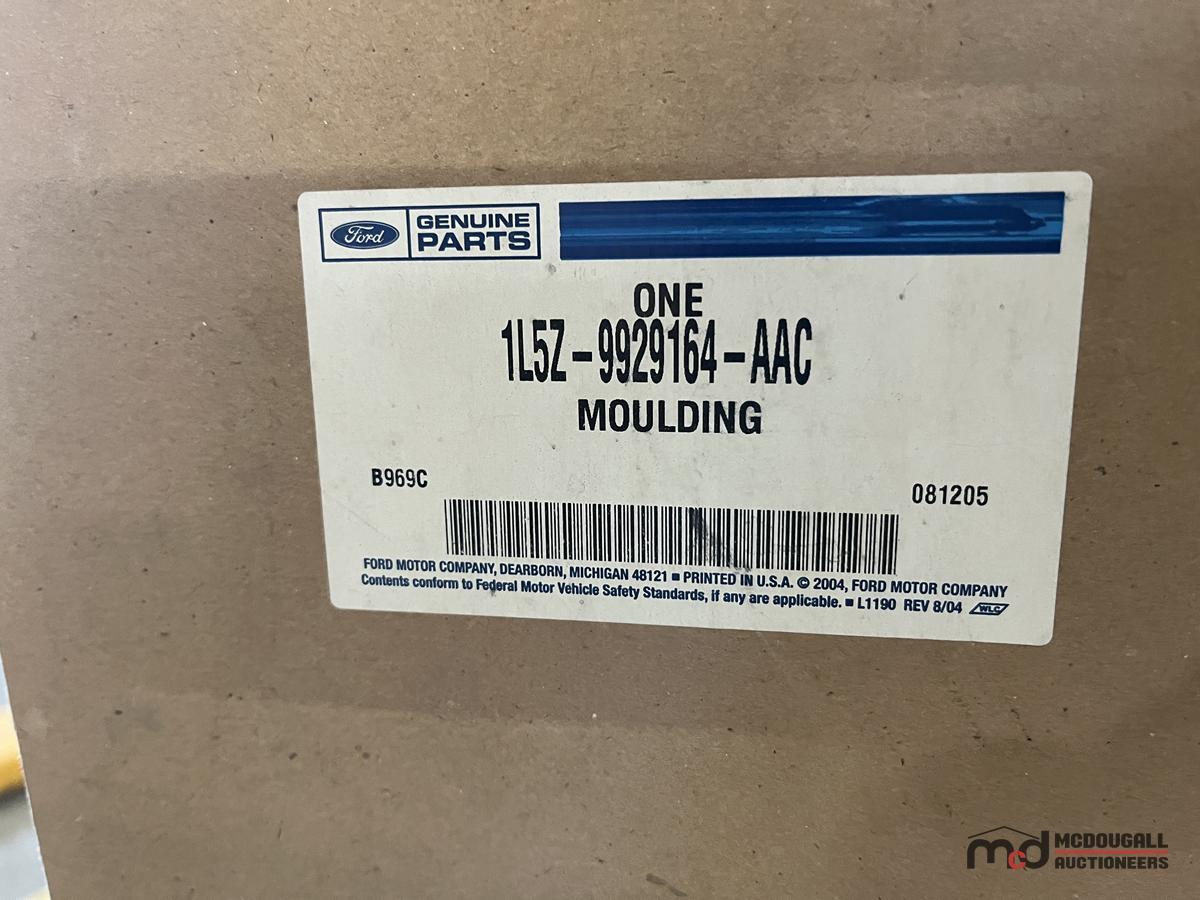 Ford
GENUINE
PARTS
ONE
1L5Z-9929164-AAC
MOULDING
B969C
081205
FORD MOTOR COMPANY, DEARBORN, MICHIGAN 48121 ■ PRINTED IN U.S.A. © 2004, FORD MOTOR COMPANY
Contents conform to Federal Motor Vehicle Safety Standards, if any are applicable. ■ L1190 REV 8/04 WLC
mcd
MCDOUGALL
AUCTIONEERS